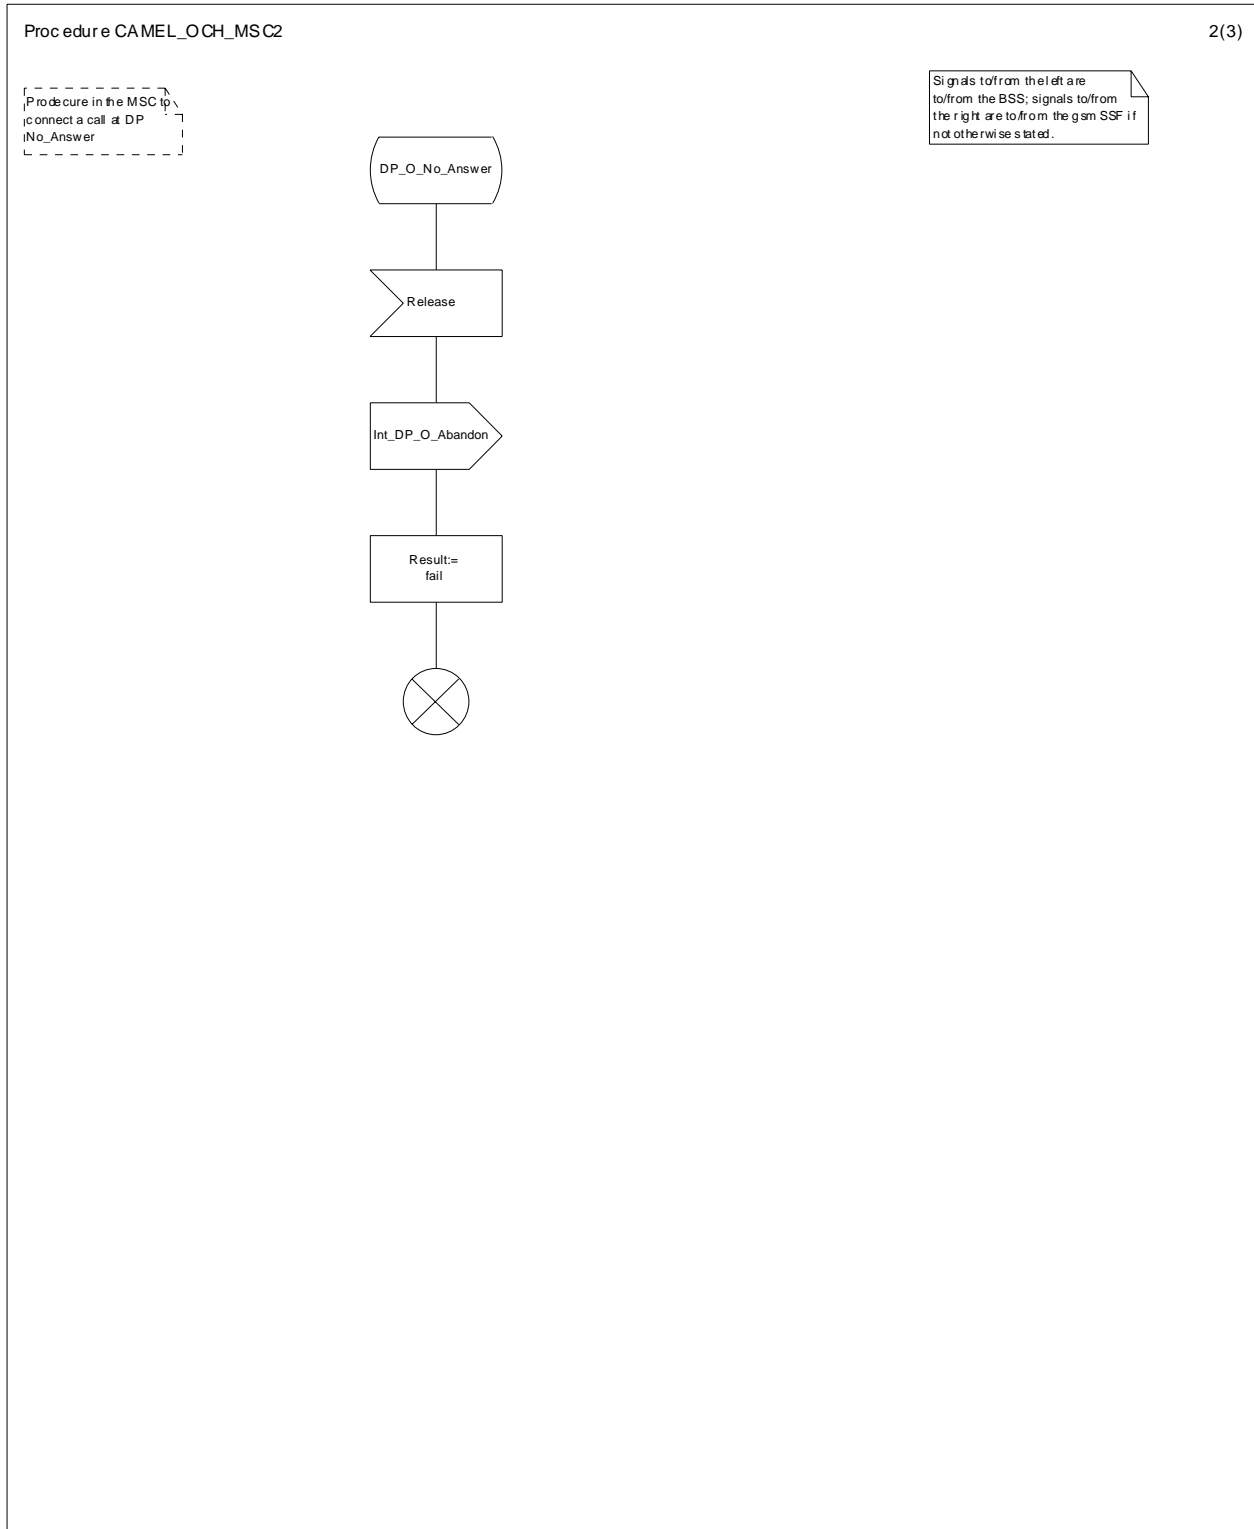 Procedure CAMEL_OCH_MSC2
2(3)
Prodecure in the MSC to
connect a call at DP
No_Answer
Signals to/from the left are
to/from the BSS; signals to/from
the right are to/from the gsmSSF if
not otherwise stated.
DP_O_No_Answer
Release
Int_DP_O_Abandon
Result:=
fail